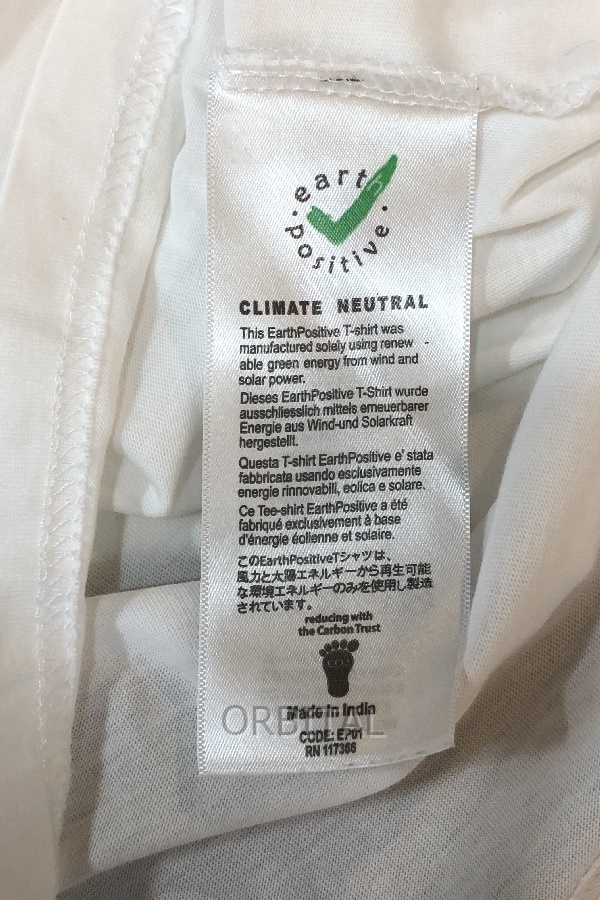 earth
positive
CLIMATE NEUTRAL
This EarthPositive T-shirt was
manufactured solely using renew -
able green energy from wind and
solar power.
Dieses EarthPositive T-Shirt wurde
ausschliesslich mittels erneuerbarer
Energie aus Wind-und Solarkraft
hergestellt.
Questa T-shirt EarthPositive e' stata
fabbricata usando esclusivamente
energie rinnovabili, eolica e solare.
Ce Tee-shirt EarthPositive a été
fabriqué exclusivement à base
d'énergie éolienne et solaire.
このEarthPositiveTシャツは、
風力と太陽エネルギーから再生可能
な環境エネルギーのみを使用し製造
されています。
reducing with
the Carbon Trust
Made in India
ORBITAL
CODE: EP01
RN 117366